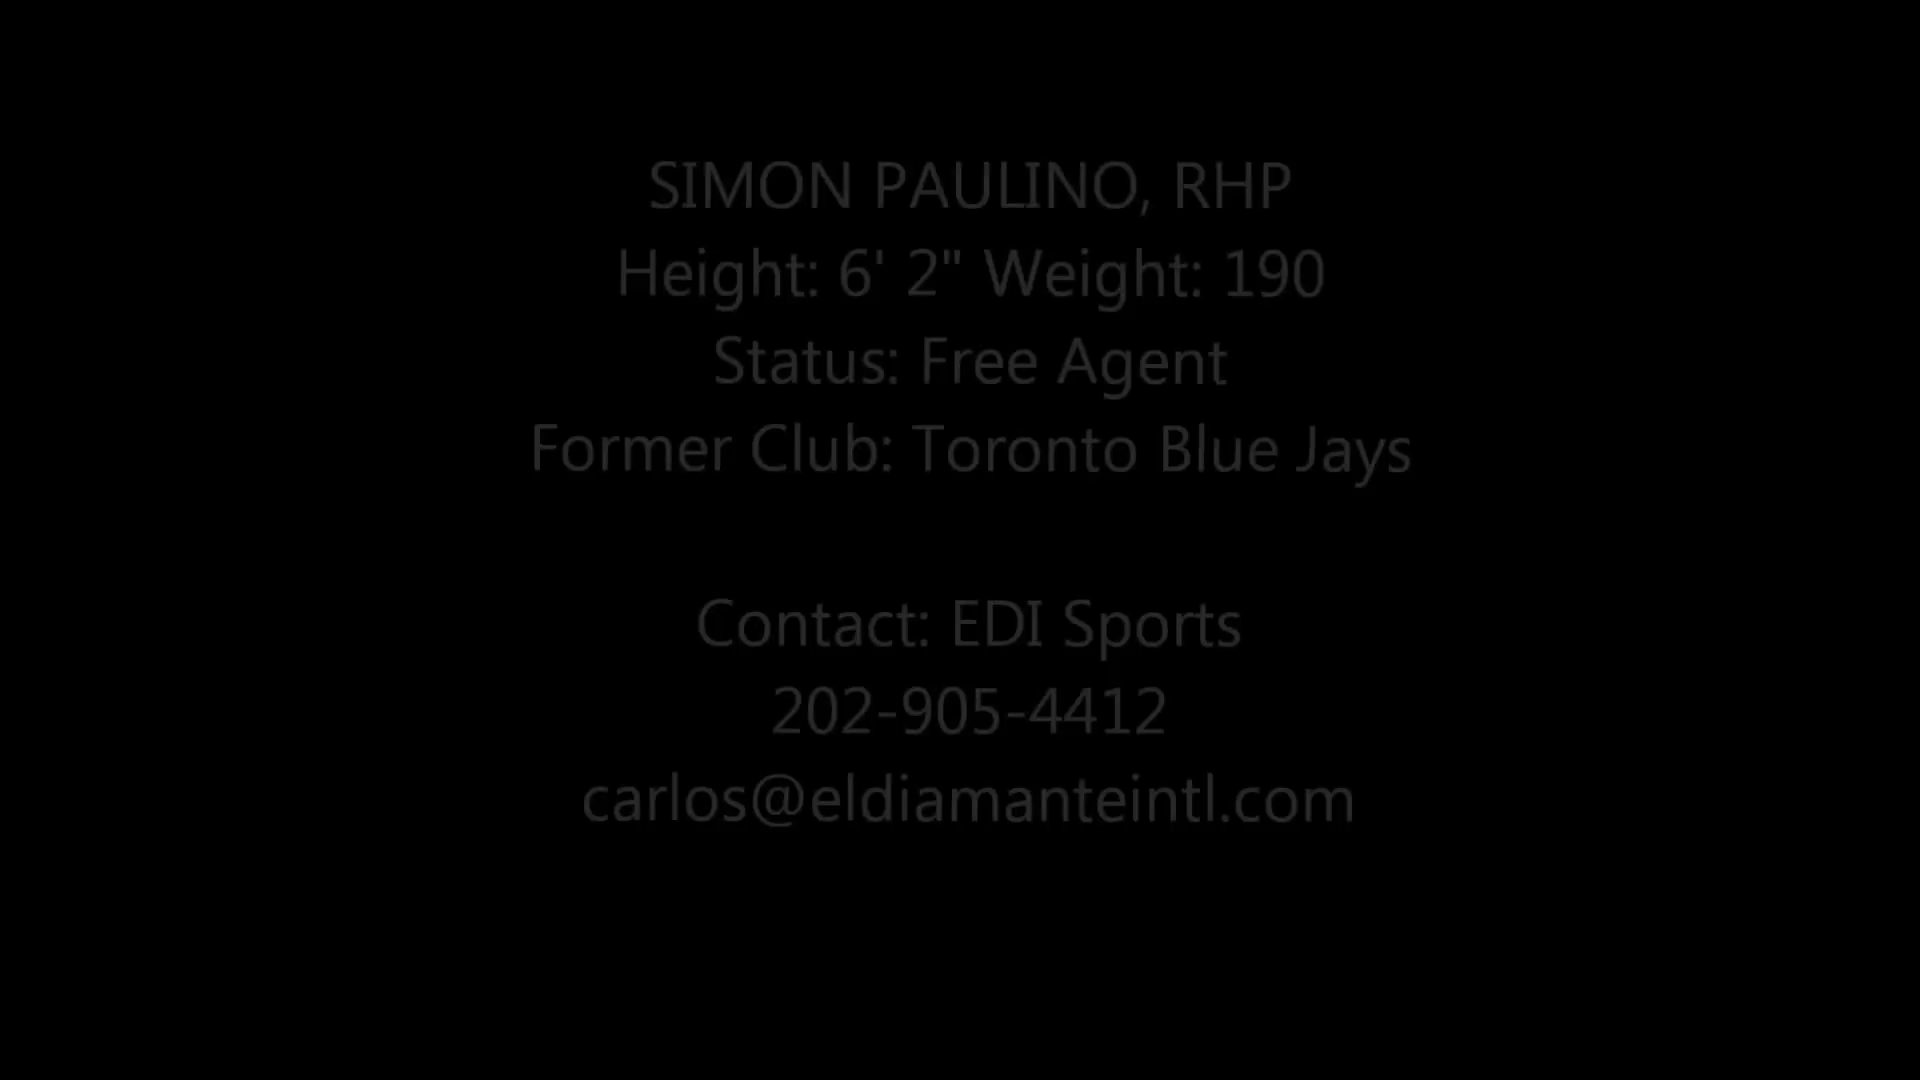 SIMON PAULINO, RHP
Height: 6' 2" Weight: 190
Status: Free Agent
Former Club: Toronto Blue Jays
Contact: EDI Sports
202-905-4412
carlos@eldiamanteintl.com